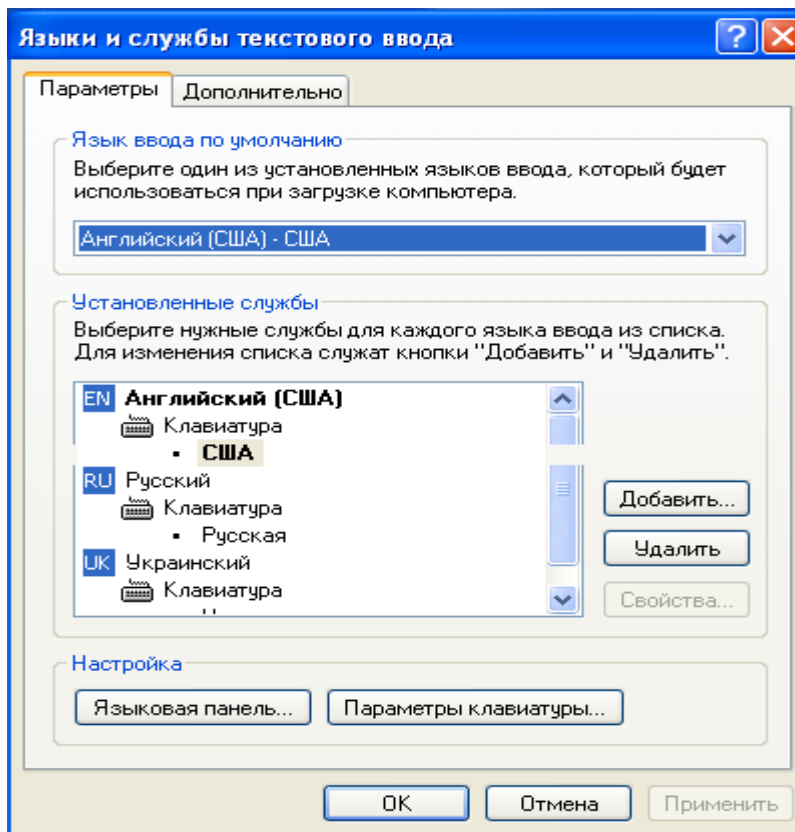 Языки и службы текстового ввода
Параметры
Дополнительно
Язык ввода по умолчанию
Выберите один из установленных языков ввода, который будет
использоваться при загрузке компьютера.
Английский (США) - США
Установленные службы
Выберите нужные службы для каждого языка ввода из списка.
Для изменения списка служат кнопки "Добавить" и "Удалить".
EN Английский (США)
Клавиатура
• США
RU Русский
Клавиатура
• Русская
UK Украинский
Клавиатура
Добавить...
Удалить
Свойства...
Настройка
Языковая панель...
Параметры клавиатуры...
OK
Отмена
Применить